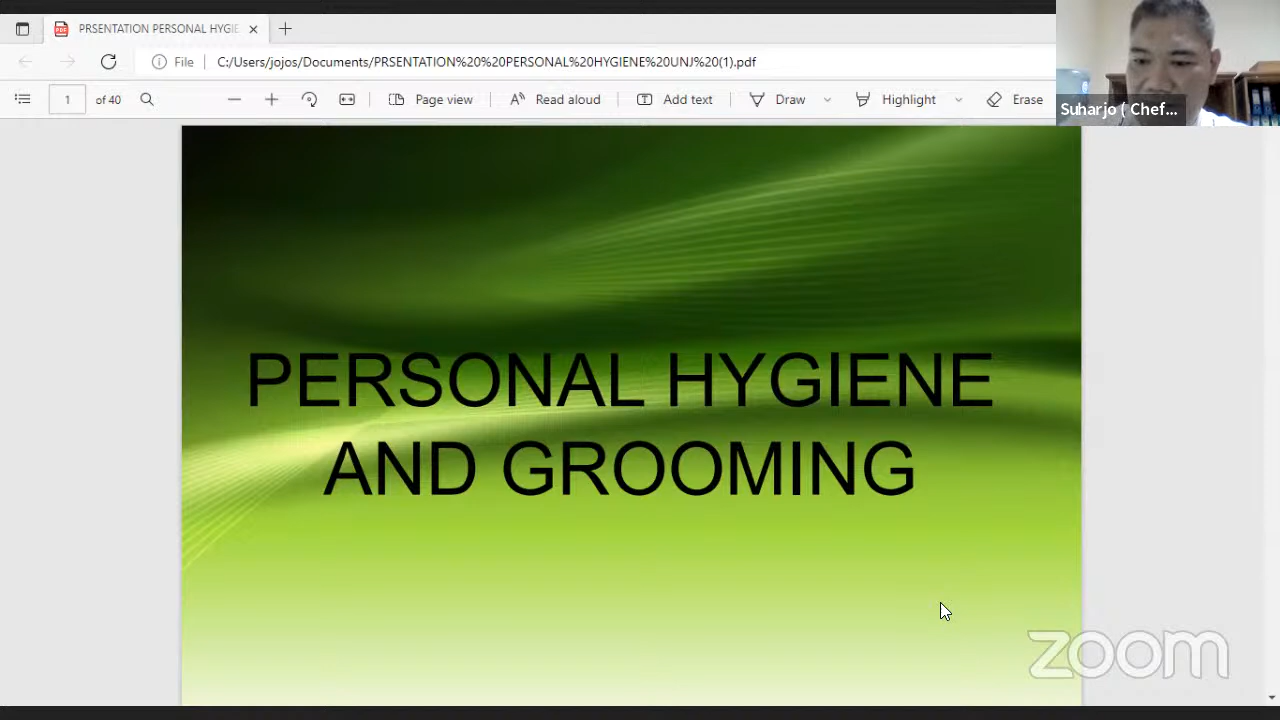 PRSENTATION PERSONAL HYGIE
File
C:/Users/jojos/Documents/PRSENTATION%20%20PERSONAL%20HYGIENE%20UNJ%20(1).pdf
1 of 40
Page view
Read aloud
Add text
Draw
Highlight
Erase
Suharjo ( Chef...
PERSONAL HYGIENE
AND GROOMING
zoom